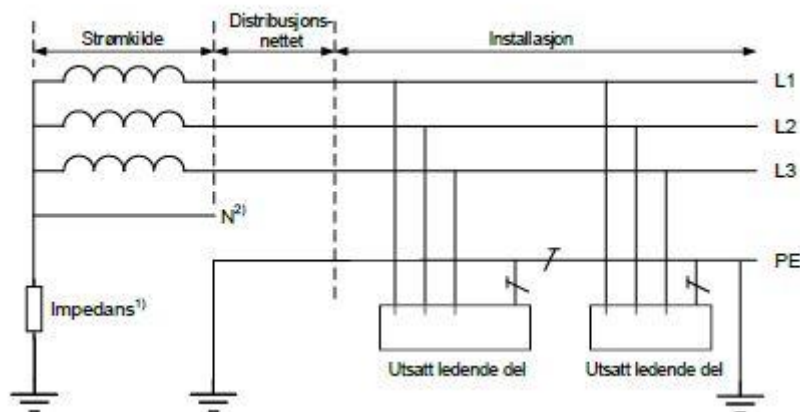 Strømkilde
Distribusjons-
nettet
Installasjon
L1
L2
L3
N2)
PE
Impedans1)
Utsatt ledende del
Utsatt ledende del